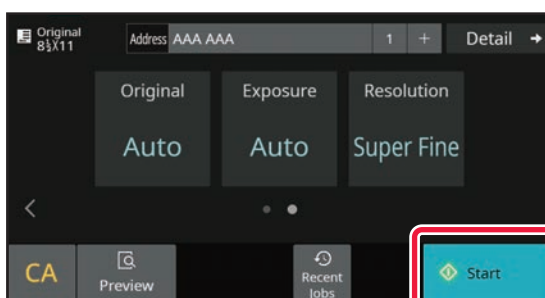 Original
8½X11
Address AAA AAA 1 + Detail
Original Exposure Resolution
Auto Auto Super Fine
CA Preview Recent Jobs Start